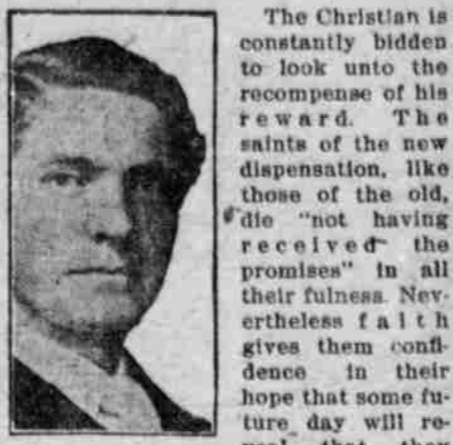 The Christian is
constantly bidden
to look unto the
recompense of his
reward. The
saints of the new
dispensation, like
those of the old,
die "not having
received the
promises" in all
their fulness. Nev-
ertheless faith
gives them confi-
dence in their
hope that some fu-
ture day will re-
that they